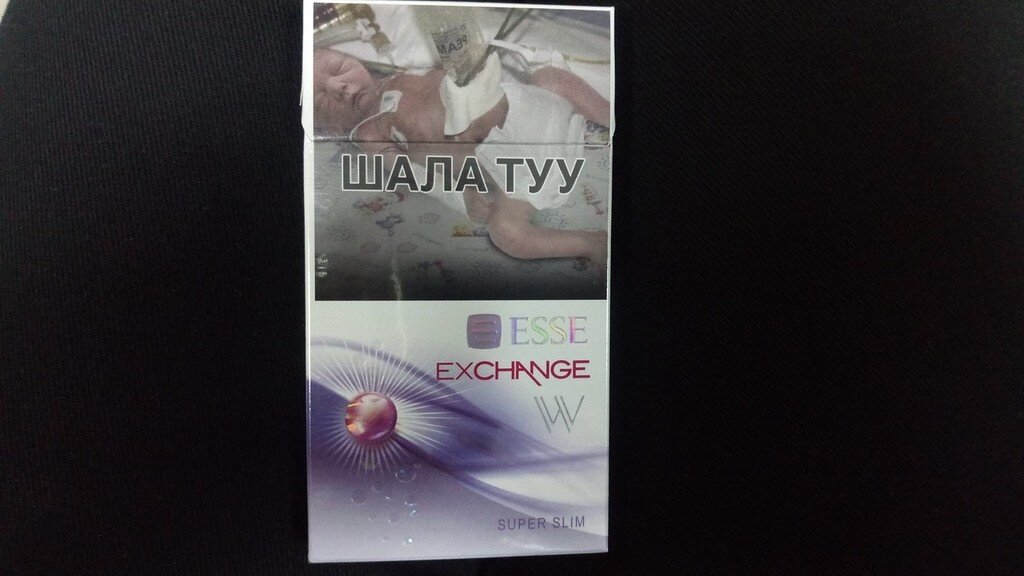 ШАЛА ТУУ
ESSE
EXCHANGE
W
SUPER SLIM